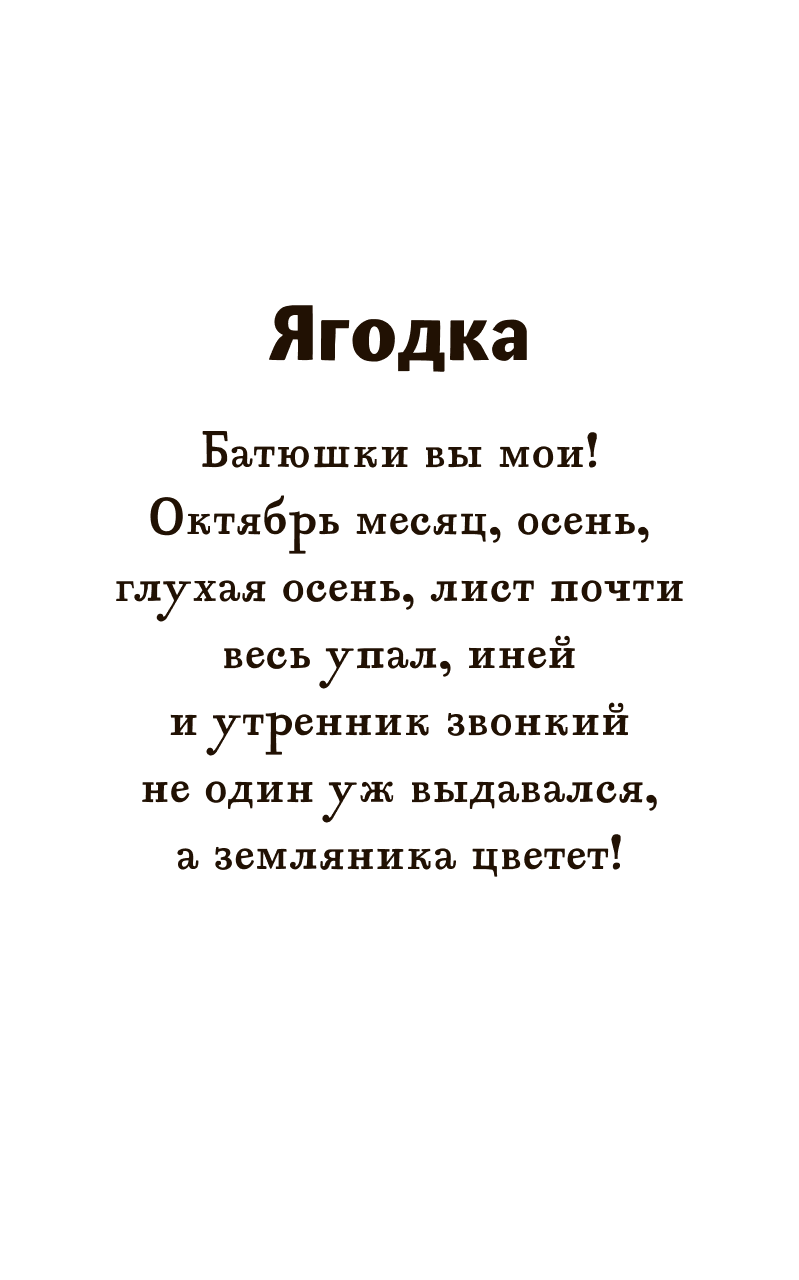 Ягодка
Батюшки вы мои!
Октябрь месяц, осень,
глухая осень, лист почти
весь упал, иней
и утренник звонкий
не один уж выдавался,
а земляника цветет!